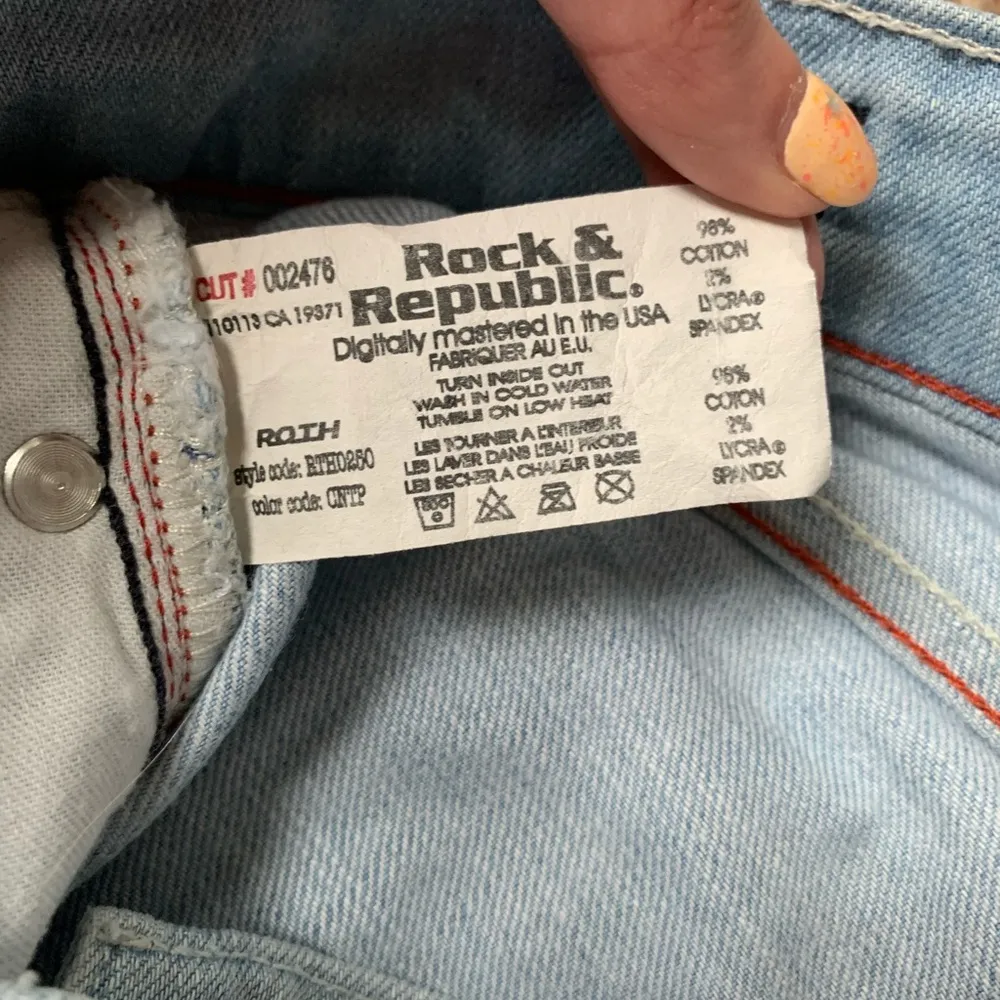 CUT# 002476
110113 CA 19371
Rock &
Republic®
Digitally mastered in the USA
FABRIQUER AU E.U.
TURN INSIDE OUT
WASH IN COLD WATER
TUMBLE ON LOW HEAT
LES TOURNER A L'INTERIEUR
LES LAVER DANS L'EAU FROIDE
LES SECHER A CHALEUR BASSE
ROTH
style code: RTH0250
color code: CNTP
98%
COTTON
2%
LYCRA®
SPANDEX
98%
COTON
2%
LYCRA®
SPANDEX